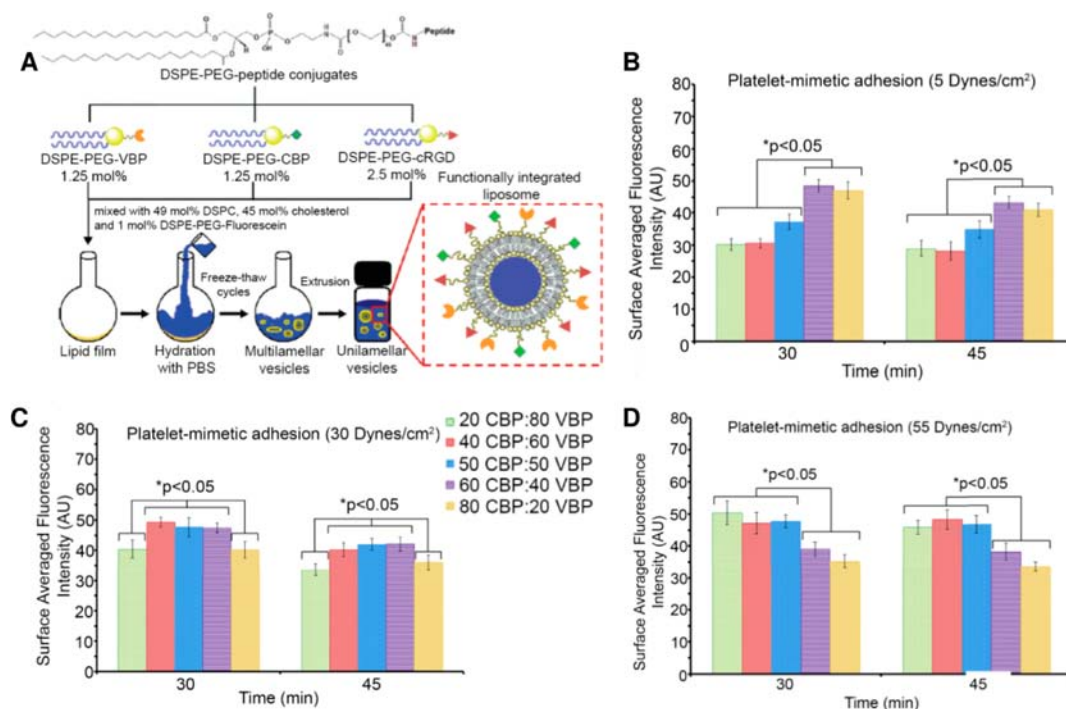 Peptide
DSPE-PEG-peptide conjugates
A
DSPE-PEG-VBP
1.25 mol%
DSPE-PEG-CBP
1.25 mol%
DSPE-PEG-cRGD
2.5 mol%
mixed with 49 mol% DSPC, 45 mol% cholesterol
and 1 mol% DSPE-PEG-Fluorescein
Functionally integrated
liposome
Freeze-thaw
cycles
Extrusion
Lipid film
Hydration
with PBS
Multilamellar
vesicles
Unilamellar
vesicles
B
Platelet-mimetic adhesion (5 Dynes/cm²)
Surface Averaged Fluorescence
Intensity (AU)
80
70
60
50
40
30
20
10
0
*p<0.05
*p<0.05
30
45
Time (min)
C
Platelet-mimetic adhesion (30 Dynes/cm²)
Surface Averaged Fluorescence
Intensity (AU)
80
70
60
50
40
30
20
10
0
*p<0.05
*p<0.05
30
45
Time (min)
20 CBP:80 VBP
40 CBP:60 VBP
50 CBP:50 VBP
60 CBP:40 VBP
80 CBP:20 VBP
D
Platelet-mimetic adhesion (55 Dynes/cm²)
Surface Averaged Fluorescence
Intensity (AU)
80
70
60
50
40
30
20
10
0
*p<0.05
*p<0.05
30
45
Time (min)